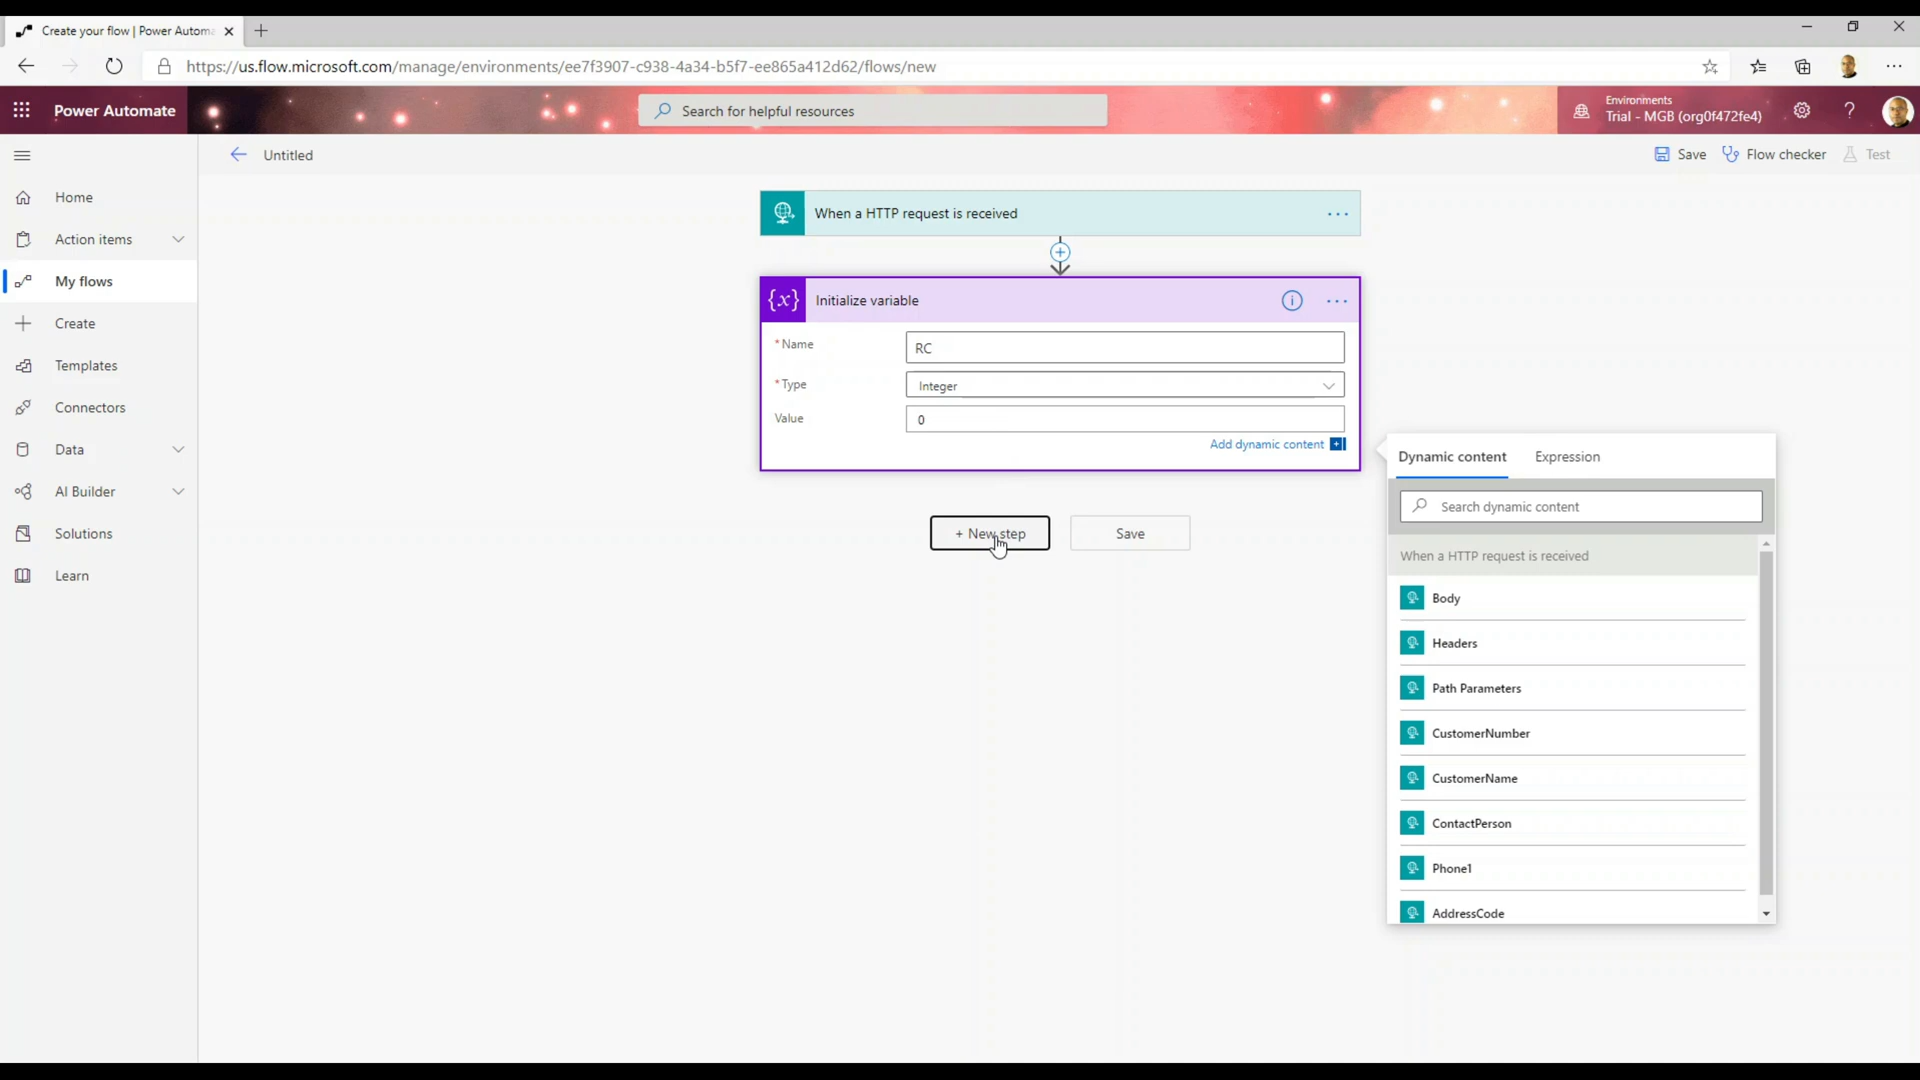 Create your flow | Power Autom
https://us.flow.microsoft.com/manage/environments/ee7f3907-c938-4a34-b5f7-ee865a412d62/flows/new
Power Automate
Search for helpful resources
Environments
Trial - MGB (org0f472fe4)
?
Untitled
Save
Flow checker
Test
Home
Action items
My flows
Create
Templates
Connectors
Data
AI Builder
Solutions
Learn
When a HTTP request is received
{x} Initialize variable
* Name
RC
* Type
Integer
Value
0
Add dynamic content
+ New step
Save
Dynamic content
Expression
Search dynamic content
When a HTTP request is received
Body
Headers
Path Parameters
CustomerNumber
CustomerName
ContactPerson
Phone1
AddressCode